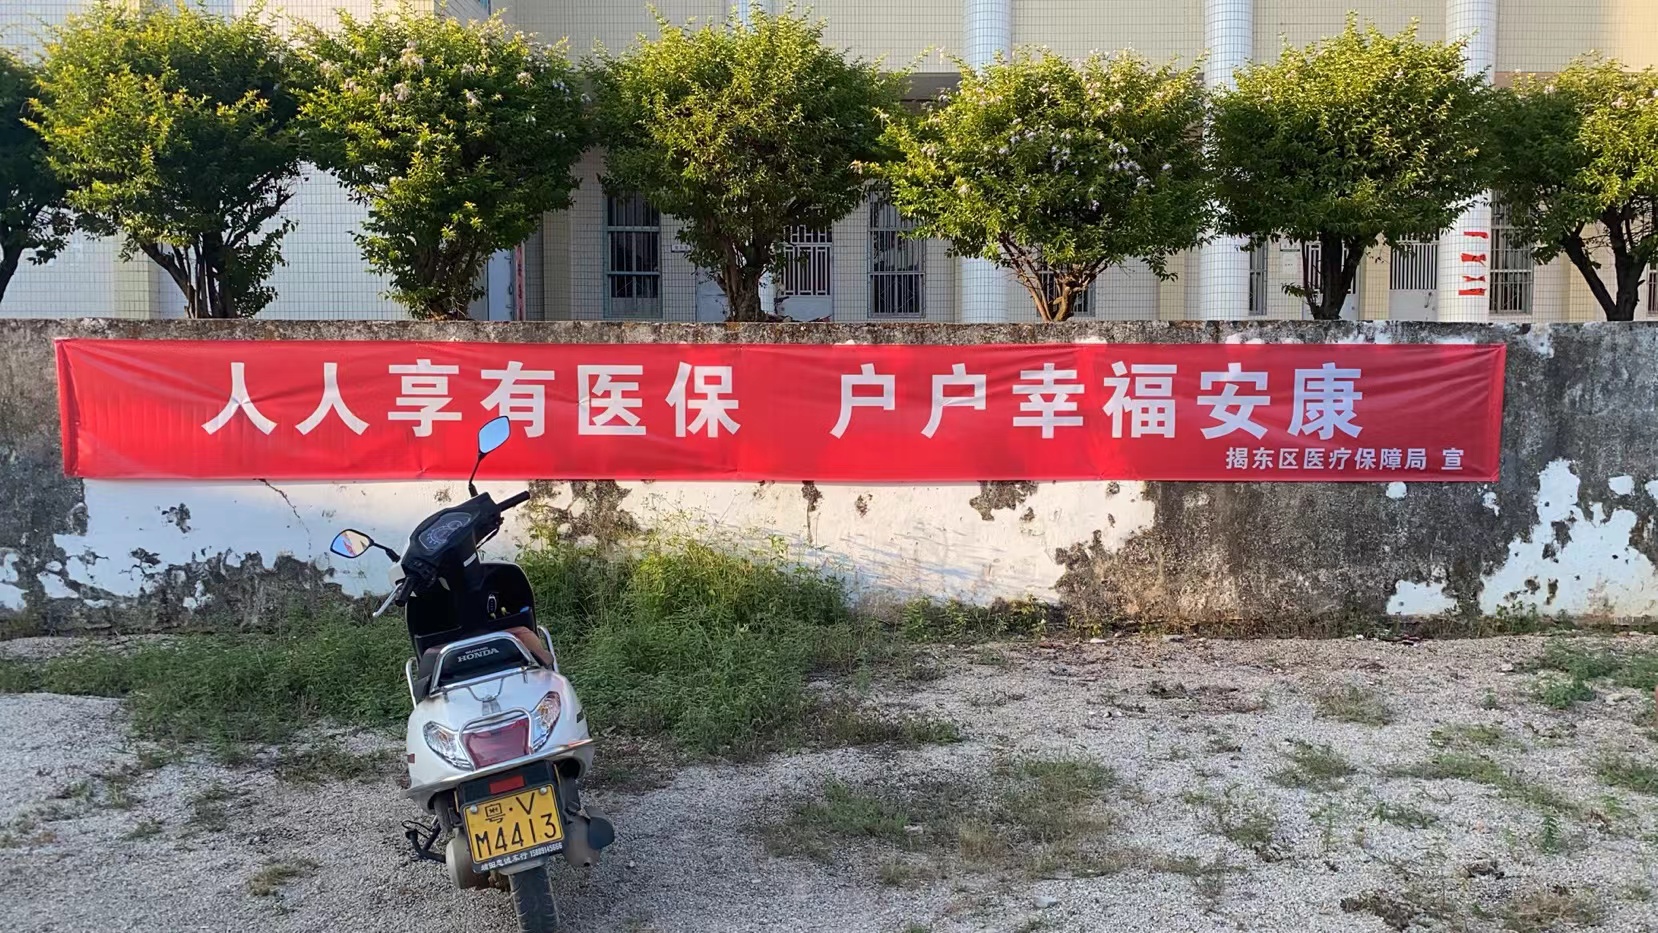 人人享有医保 户户幸福安康
揭东区医疗保障局 宣
HONDA
·V
M4413